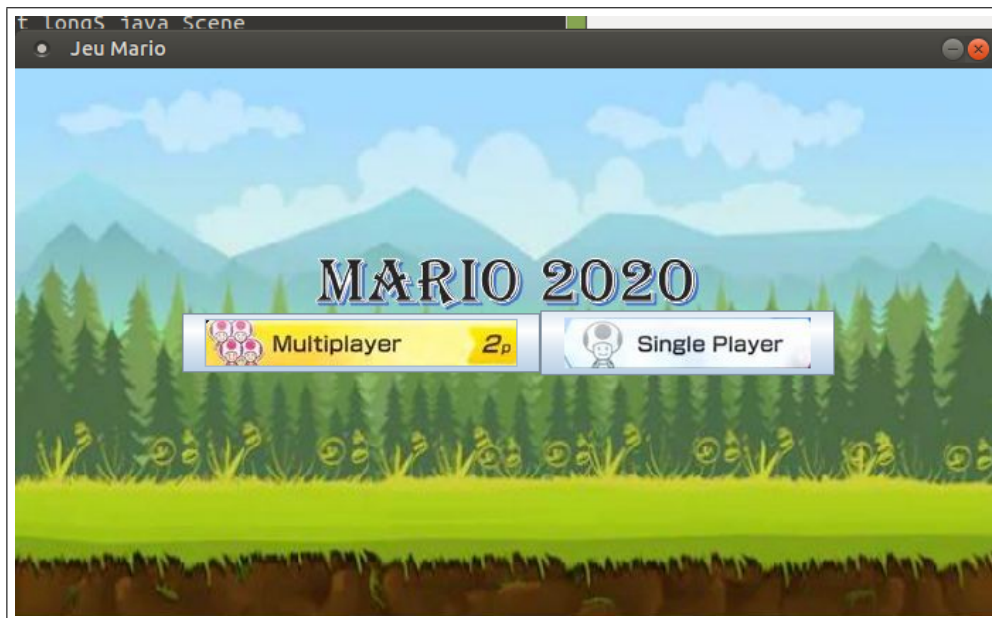 t longS java Scene
Jeu Mario
MARIO 2020
Multiplayer 2p
Single Player